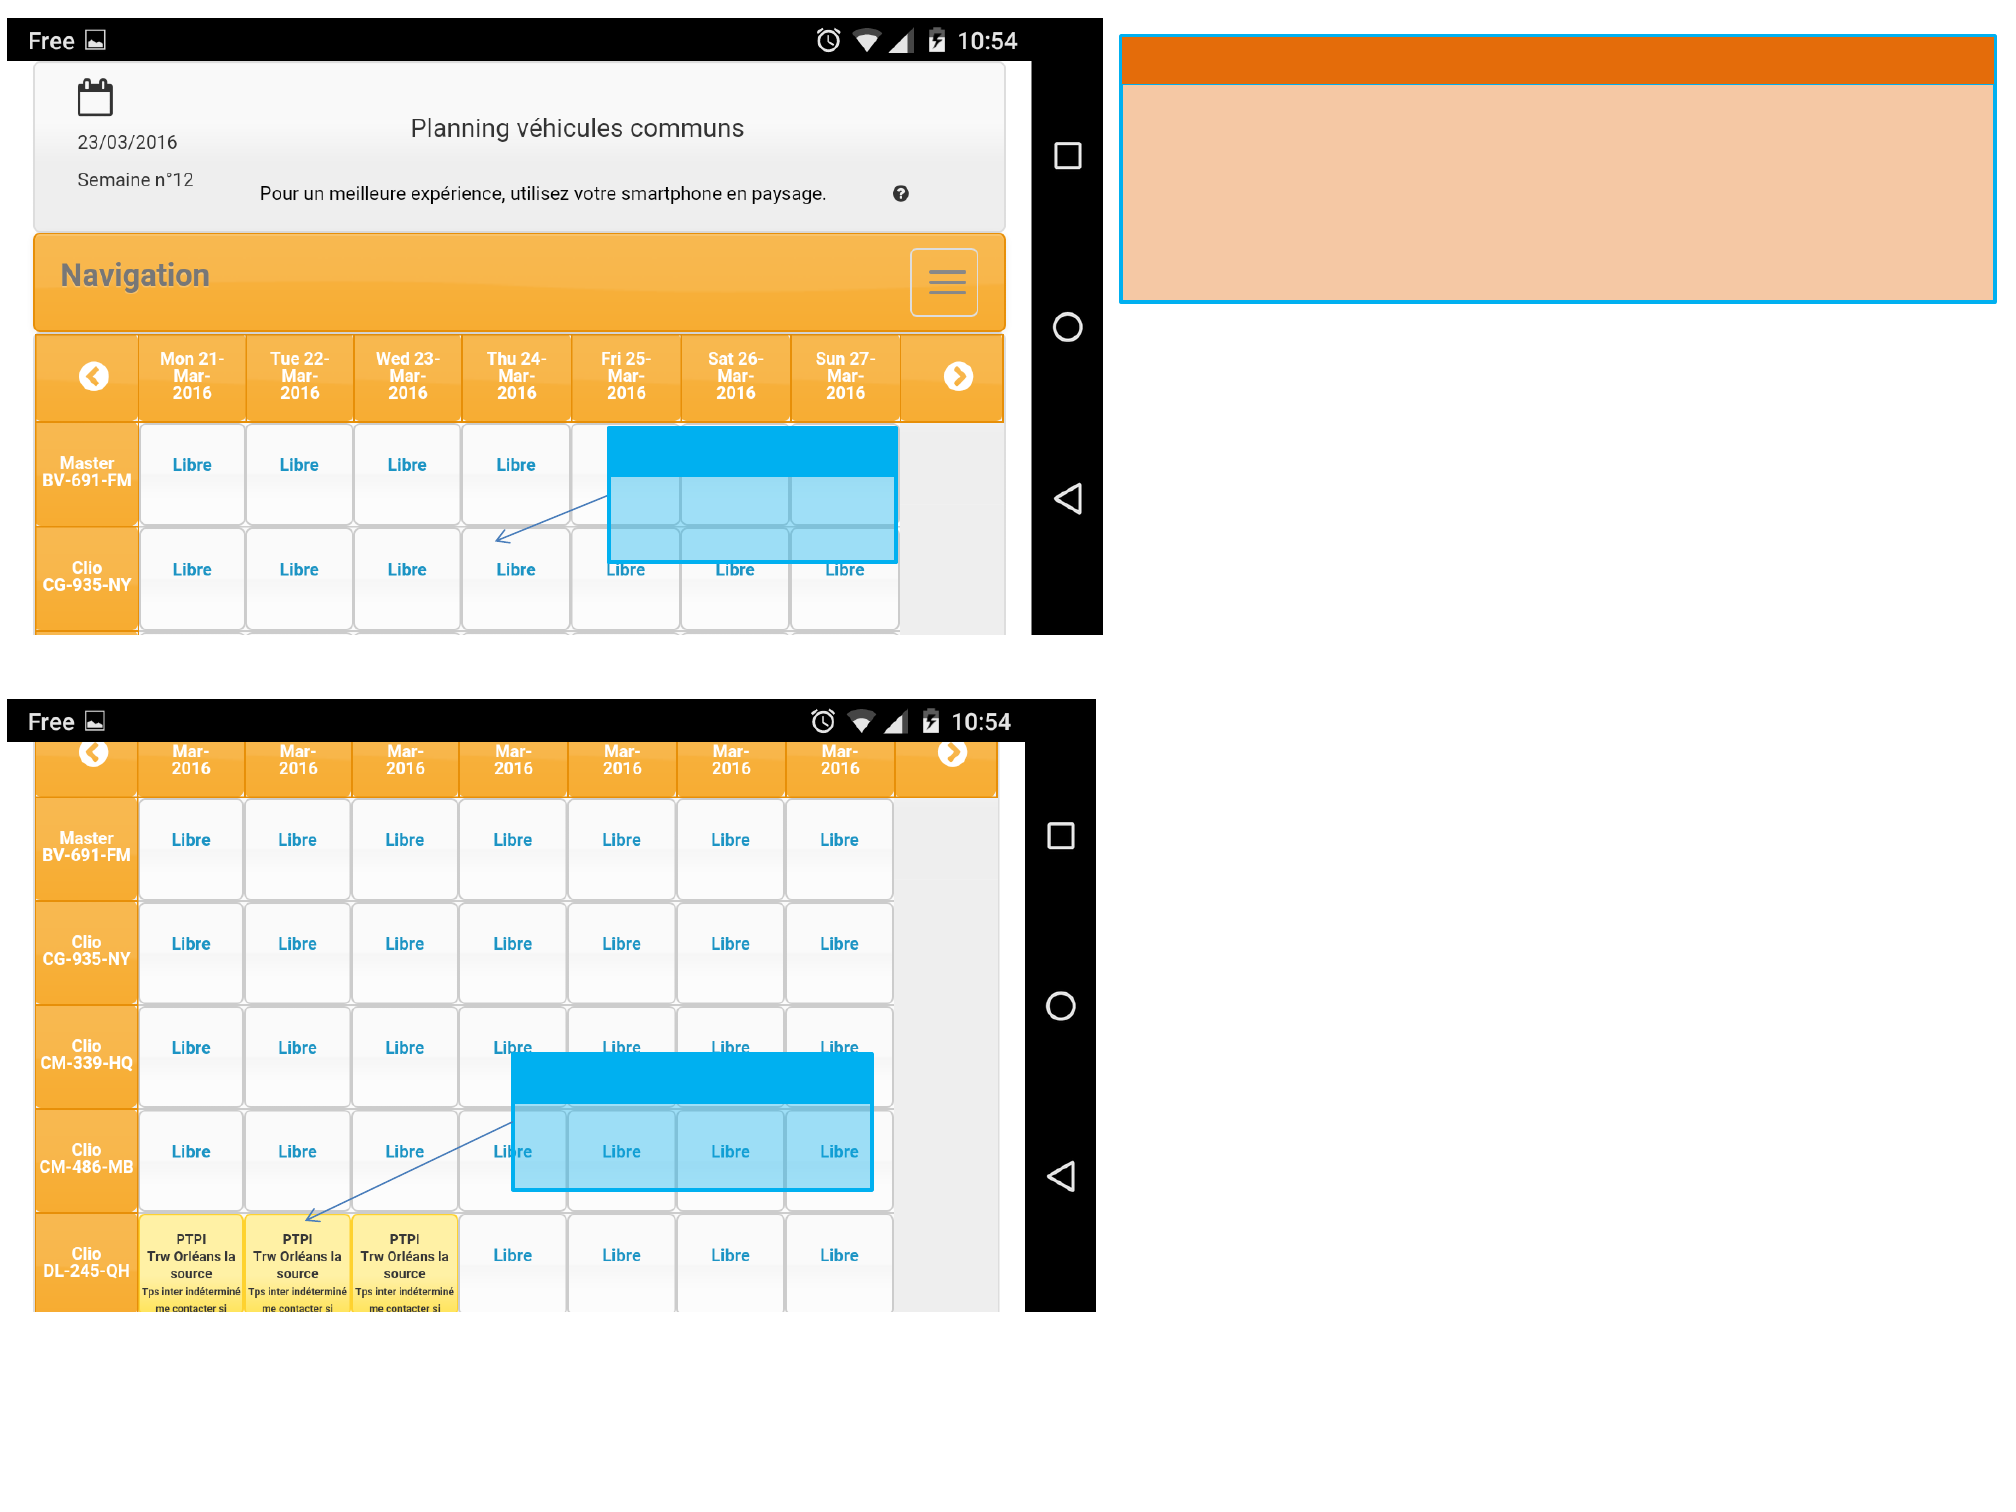 Free 10:54
23/03/2016
Planning véhicules communs
Semaine n°12
Pour un meilleure expérience, utilisez votre smartphone en paysage.
Navigation
Mon 21-Mar-2016 Tue 22-Mar-2016 Wed 23-Mar-2016 Thu 24-Mar-2016 Fri 25-Mar-2016 Sat 26-Mar-2016 Sun 27-Mar-2016
Master BV-691-FM Libre Libre Libre Libre
Clio CG-935-NY Libre Libre Libre Libre Libre Libre Libre
Free 10:54
Mar- Mar- Mar- Mar- Mar- Mar- Mar-
2016 2016 2016 2016 2016 2016 2016
Master BV-691-FM Libre Libre Libre Libre Libre Libre Libre
Clio CG-935-NY Libre Libre Libre Libre Libre Libre Libre
Clio CM-339-HQ Libre Libre Libre Libre Libre Libre Libre
Clio CM-486-MB Libre Libre Libre Libre Libre Libre Libre
Clio DL-245-QH Libre Libre Libre Libre
PTPI PTPI PTPI
Trw Orléans la Trw Orléans la Trw Orléans la
source source source
Tps inter indéterminé Tps inter indéterminé Tps inter indéterminé
me contacter si me contacter si me contacter si